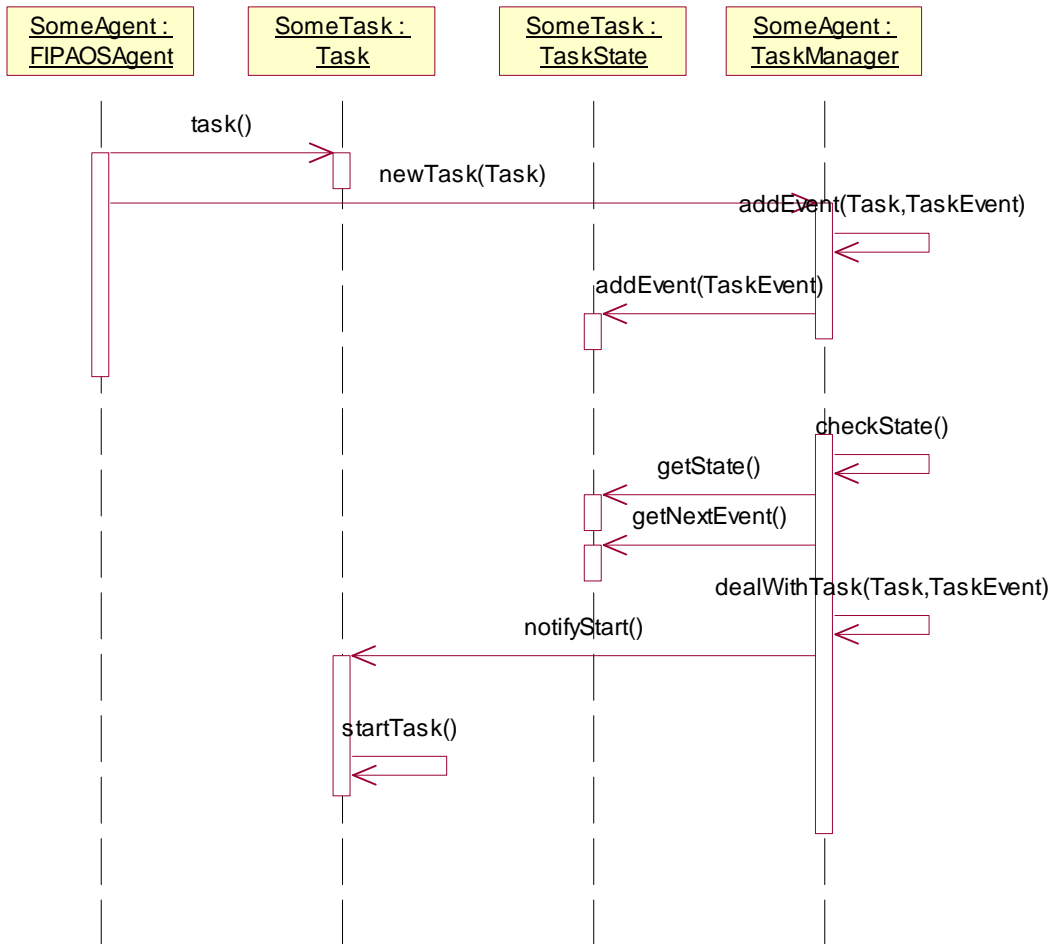 SomeAgent :
FIPAOSAgent
SomeTask :
Task
SomeTask :
TaskState
SomeAgent :
TaskManager
task()
newTask(Task)
addEvent(Task,TaskEvent)
addEvent(TaskEvent)
checkState()
getState()
getNextEvent()
dealWithTask(Task,TaskEvent)
notifyStart()
startTask()